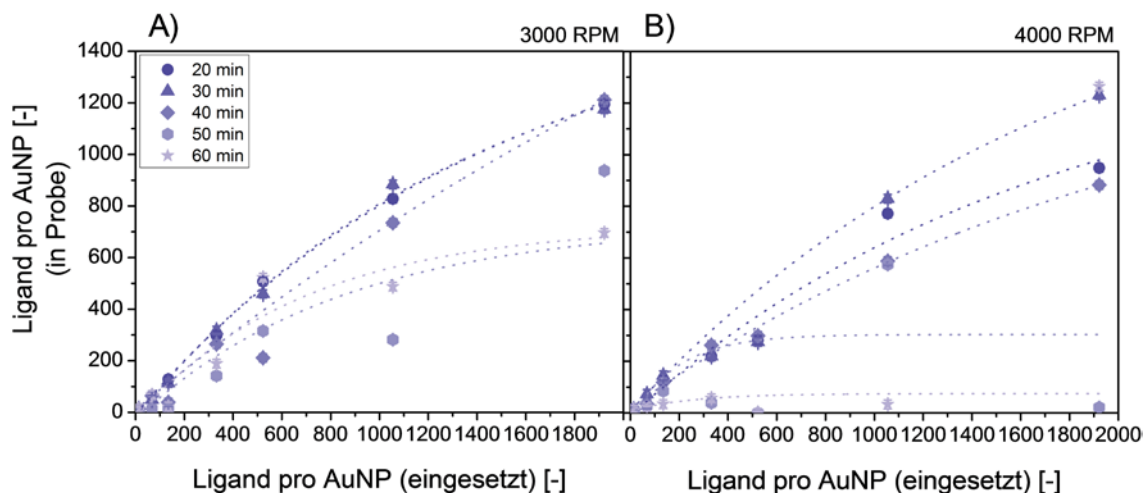 A)
3000 RPM
B)
4000 RPM
1400
1200
1000
800
600
400
200
0
Ligand pro AuNP [-]
(in Probe)
20 min
30 min
40 min
50 min
60 min
0 200 400 600 800 1000 1200 1400 1600 1800
0 200 400 600 800 1000 1200 1400 1600 1800 2000
Ligand pro AuNP (eingesetzt) [-]
Ligand pro AuNP (eingesetzt) [-]